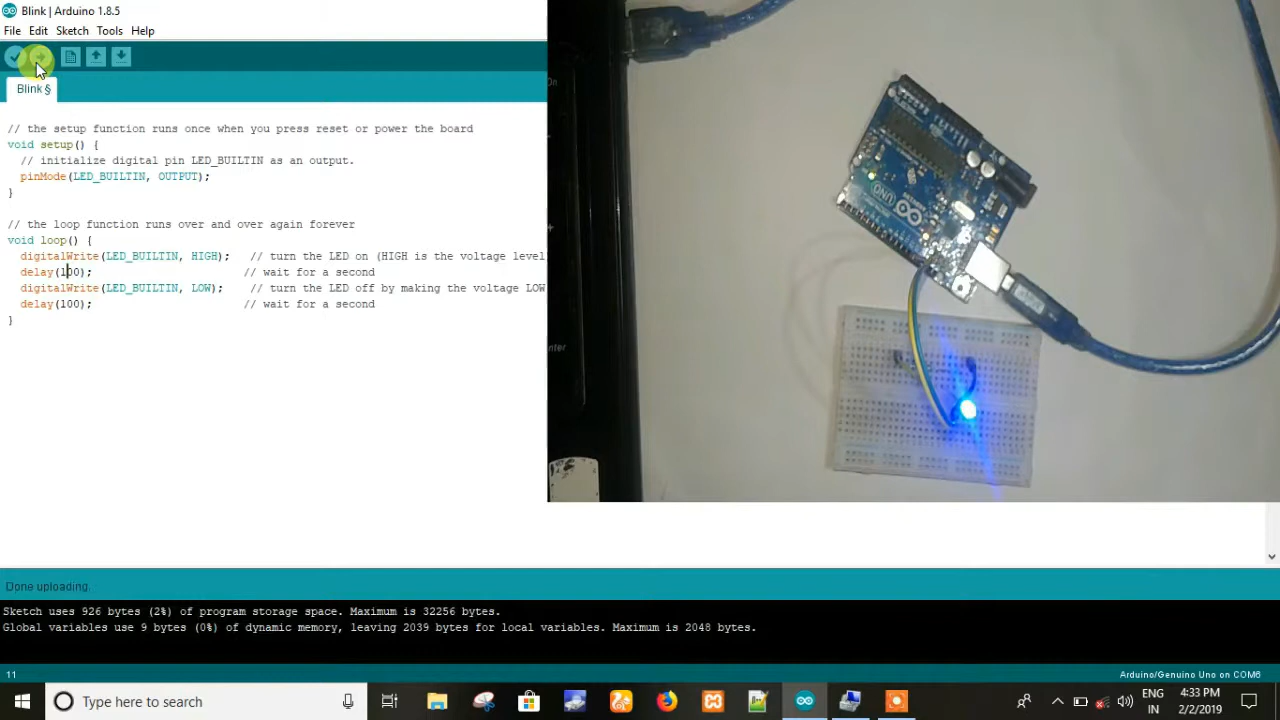 Blink | Arduino 1.8.5
File Edit Sketch Tools Help
Blink §
// the setup function runs once when you press reset or power the board
void setup() {
// initialize digital pin LED_BUILTIN as an output.
pinMode(LED_BUILTIN, OUTPUT);
}
// the loop function runs over and over again forever
void loop() {
digitalWrite(LED_BUILTIN, HIGH); // turn the LED on (HIGH is the voltage level
delay(100); // wait for a second
digitalWrite(LED_BUILTIN, LOW); // turn the LED off by making the voltage LOW
delay(100); // wait for a second
}
UNO
Done uploading.
Sketch uses 926 bytes (2%) of program storage space. Maximum is 32256 bytes.
Global variables use 9 bytes (0%) of dynamic memory, leaving 2039 bytes for local variables. Maximum is 2048 bytes.
11
Arduino/Genuino Uno on COM6
Type here to search
ENG
IN
4:33 PM
2/2/2019